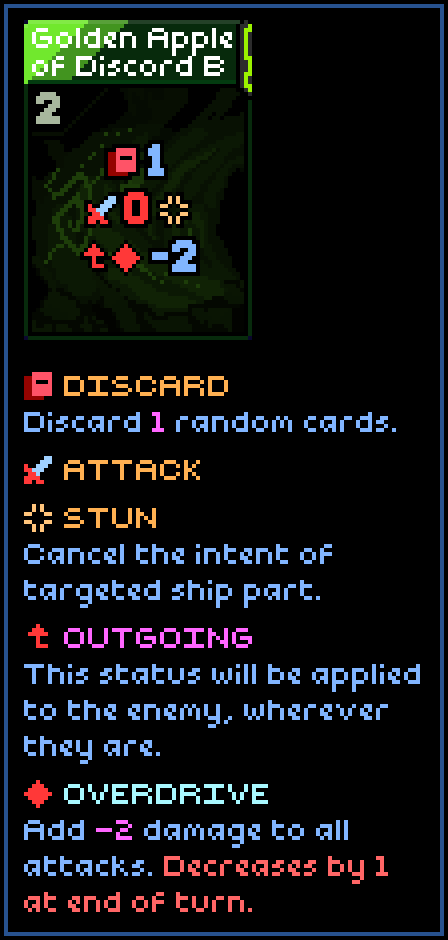 Golden Apple
of Discord B
2
1
0
t -2
DISCARD
Discard 1 random cards.
ATTACK
STUN
Cancel the intent of
targeted ship part.
t OUTGOING
This status will be applied
to the enemy, wherever
they are.
OVERDRIVE
Add -2 damage to all
attacks. Decreases by 1
at end of turn.